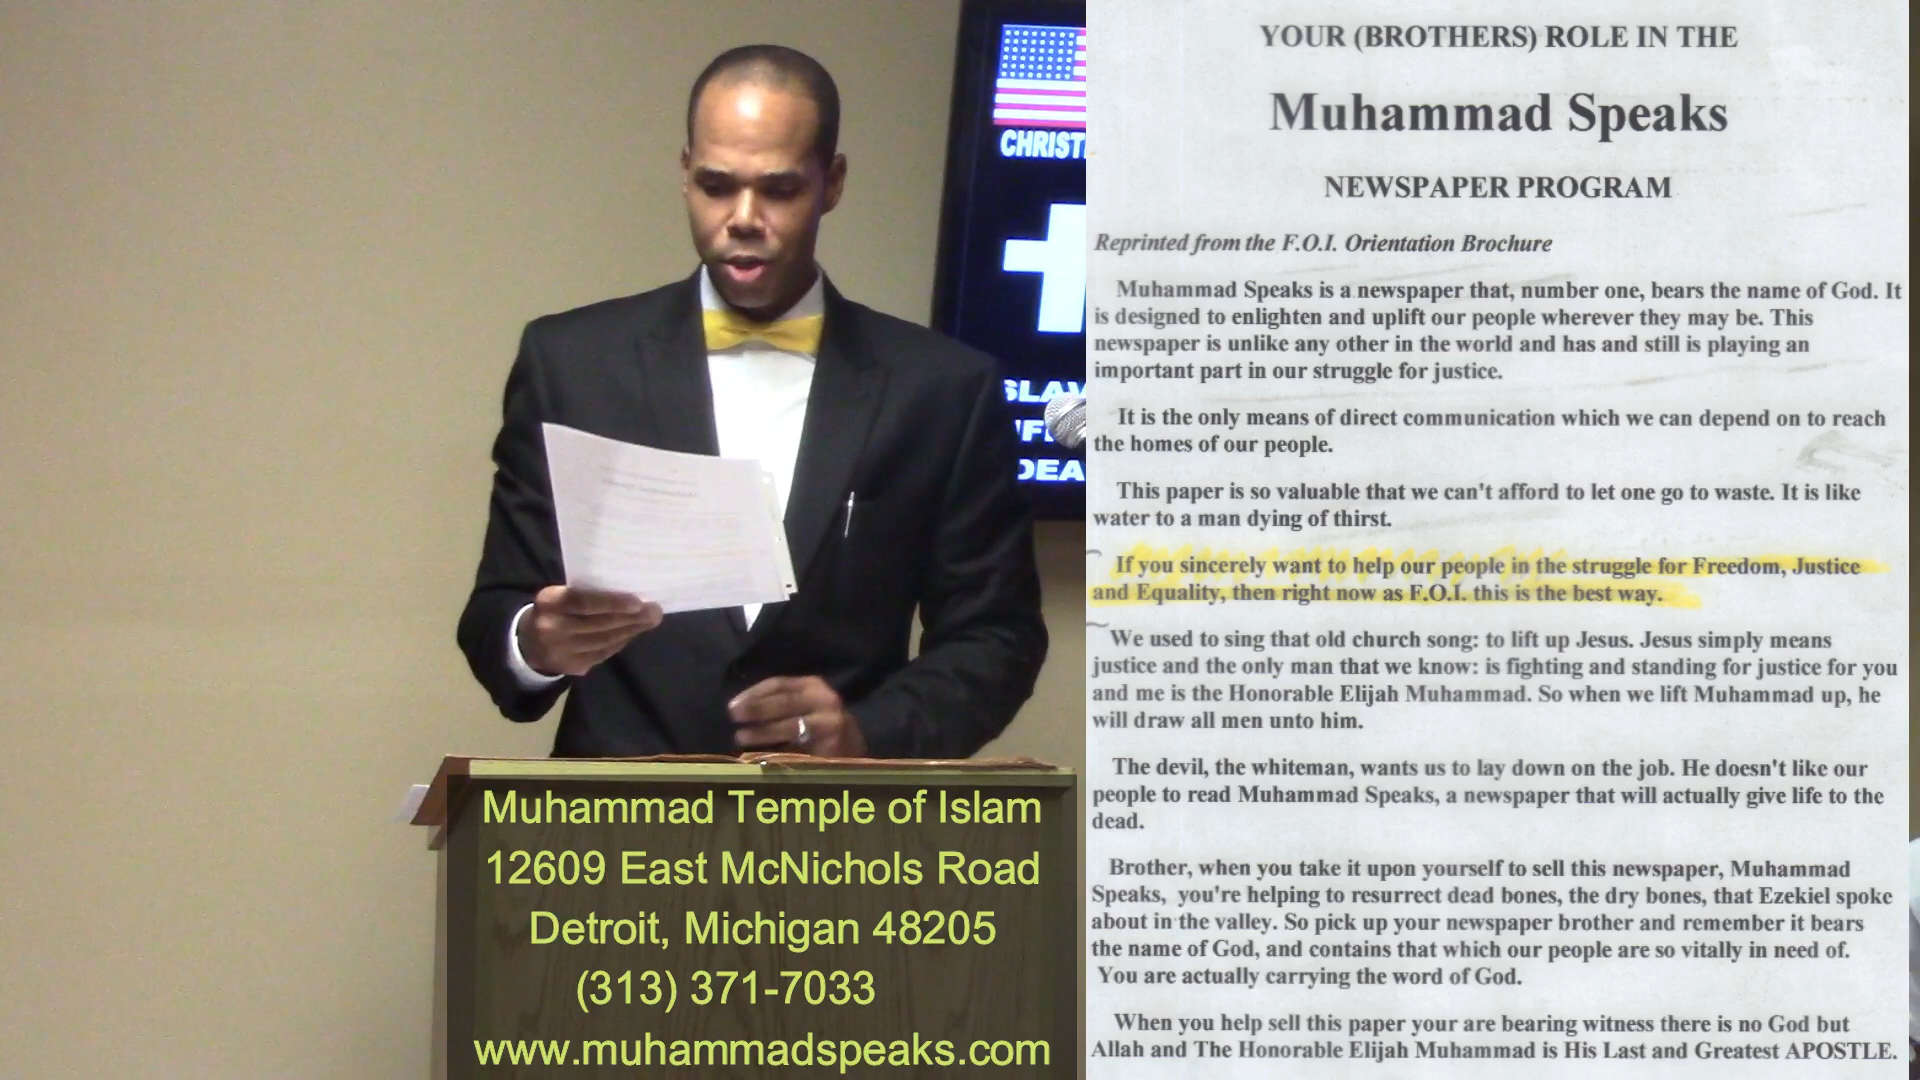 CHRIST
SLAV
DEA
Muhammad Temple of Islam
12609 East McNichols Road
Detroit, Michigan 48205
(313) 371-7033
www.muhammadspeaks.com
YOUR (BROTHERS) ROLE IN THE
Muhammad Speaks
NEWSPAPER PROGRAM
Reprinted from the F.O.I. Orientation Brochure
Muhammad Speaks is a newspaper that, number one, bears the name of God. It
is designed to enlighten and uplift our people wherever they may be. This
newspaper is unlike any other in the world and has and still is playing an
important part in our struggle for justice.
It is the only means of direct communication which we can depend on to reach
the homes of our people.
This paper is so valuable that we can't afford to let one go to waste. It is like
water to a man dying of thirst.
If you sincerely want to help our people in the struggle for Freedom, Justice
and Equality, then right now as F.O.I. this is the best way.
We used to sing that old church song: to lift up Jesus. Jesus simply means
justice and the only man that we know: is fighting and standing for justice for you
and me is the Honorable Elijah Muhammad. So when we lift Muhammad up, he
will draw all men unto him.
The devil, the whiteman, wants us to lay down on the job. He doesn't like our
people to read Muhammad Speaks, a newspaper that will actually give life to the
dead.
Brother, when you take it upon yourself to sell this newspaper, Muhammad
Speaks, you're helping to resurrect dead bones, the dry bones, that Ezekiel spoke
about in the valley. So pick up your newspaper brother and remember it bears
the name of God, and contains that which our people are so vitally in need of.
You are actually carrying the word of God.
When you help sell this paper your are bearing witness there is no God but
Allah and The Honorable Elijah Muhammad is His Last and Greatest APOSTLE.